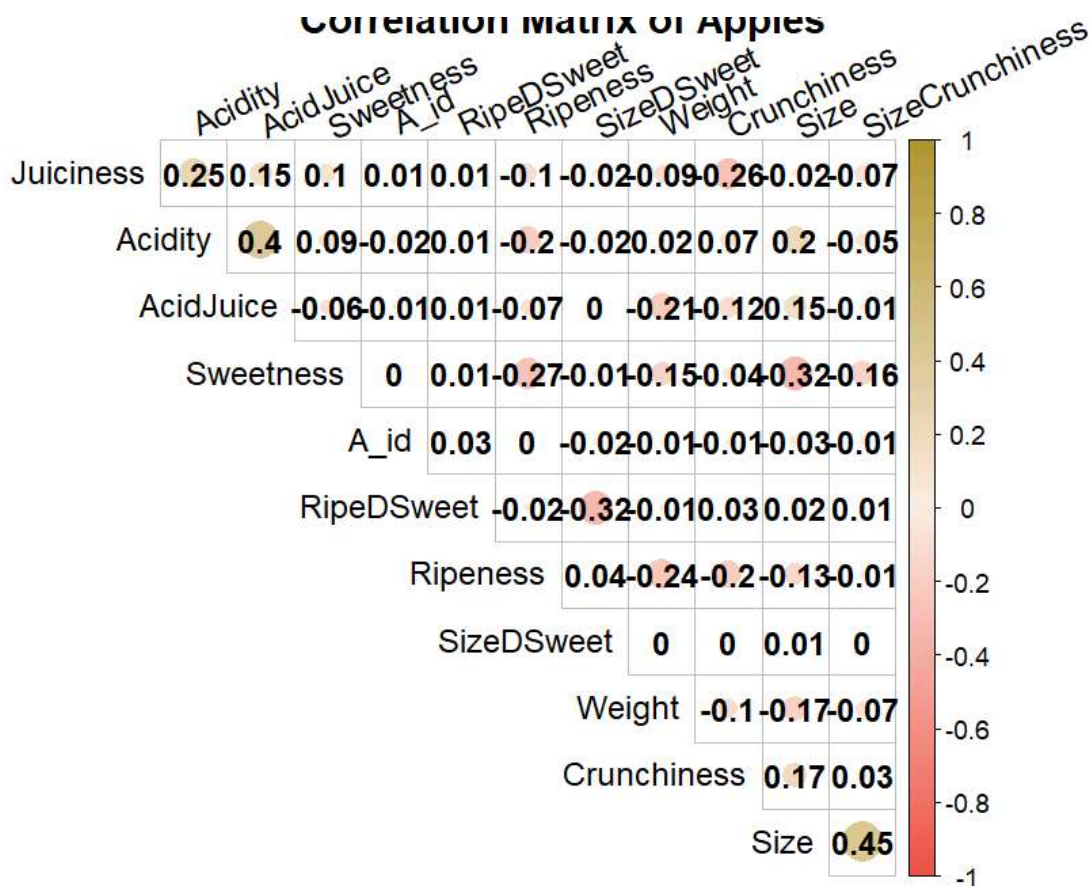 Correlation Matrix of Apples
Acidity AcidJuice Sweetness A_id RipeDSweet Ripeness SizeDSweet Weight Crunchiness Size SizeCrunchiness
Juiciness 0.25 0.15 0.1 0.01 0.01 -0.1 -0.02 -0.09 -0.26 -0.02 -0.07
Acidity 0.4 0.09 -0.02 0.01 -0.2 -0.02 0.02 0.07 0.2 -0.05
AcidJuice -0.06 -0.01 0.01 -0.07 0 -0.21 -0.12 0.15 -0.01
Sweetness 0 0.01 -0.27 -0.01 -0.15 -0.04 -0.32 -0.16
A_id 0.03 0 -0.02 -0.01 -0.01 -0.03 -0.01
RipeDSweet -0.02 -0.32 -0.01 0.03 0.02 0.01
Ripeness 0.04 -0.24 -0.2 -0.13 -0.01
SizeDSweet 0 0 0.01 0
Weight -0.1 -0.17 -0.07
Crunchiness 0.17 0.03
Size 0.45
1
0.8
0.6
0.4
0.2
0
-0.2
-0.4
-0.6
-0.8
-1